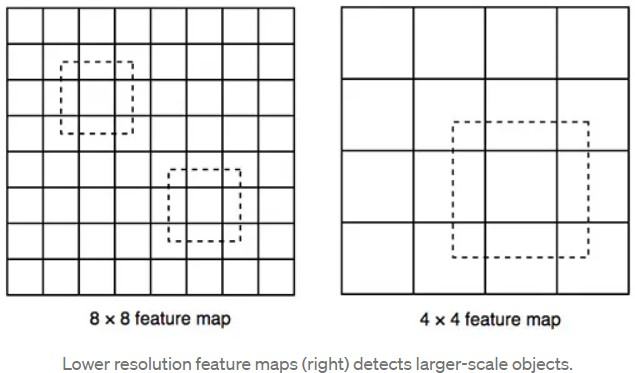 8 × 8 feature map
4 × 4 feature map
Lower resolution feature maps (right) detects larger-scale objects.